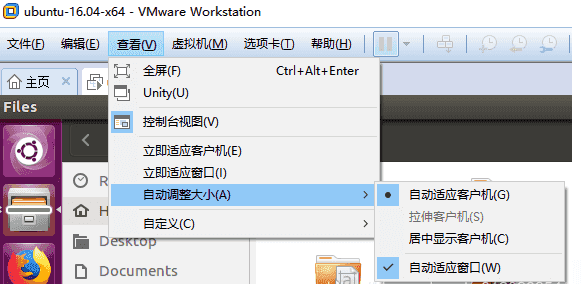 ubuntu-16.04-x64 - VMware Workstation
文件(F) 编辑(E) 查看(V) 虚拟机(M) 选项卡(T) 帮助(H)
主页
全屏(F) Ctrl+Alt+Enter
Unity(U)
控制台视图(V)
立即适应客户机(E)
立即适应窗口(I)
自动调整大小(A)
自定义(C)
自动适应客户机(G)
拉伸客户机(S)
居中显示客户机(C)
自动适应窗口(W)
Files
R
H
Desktop
Documents